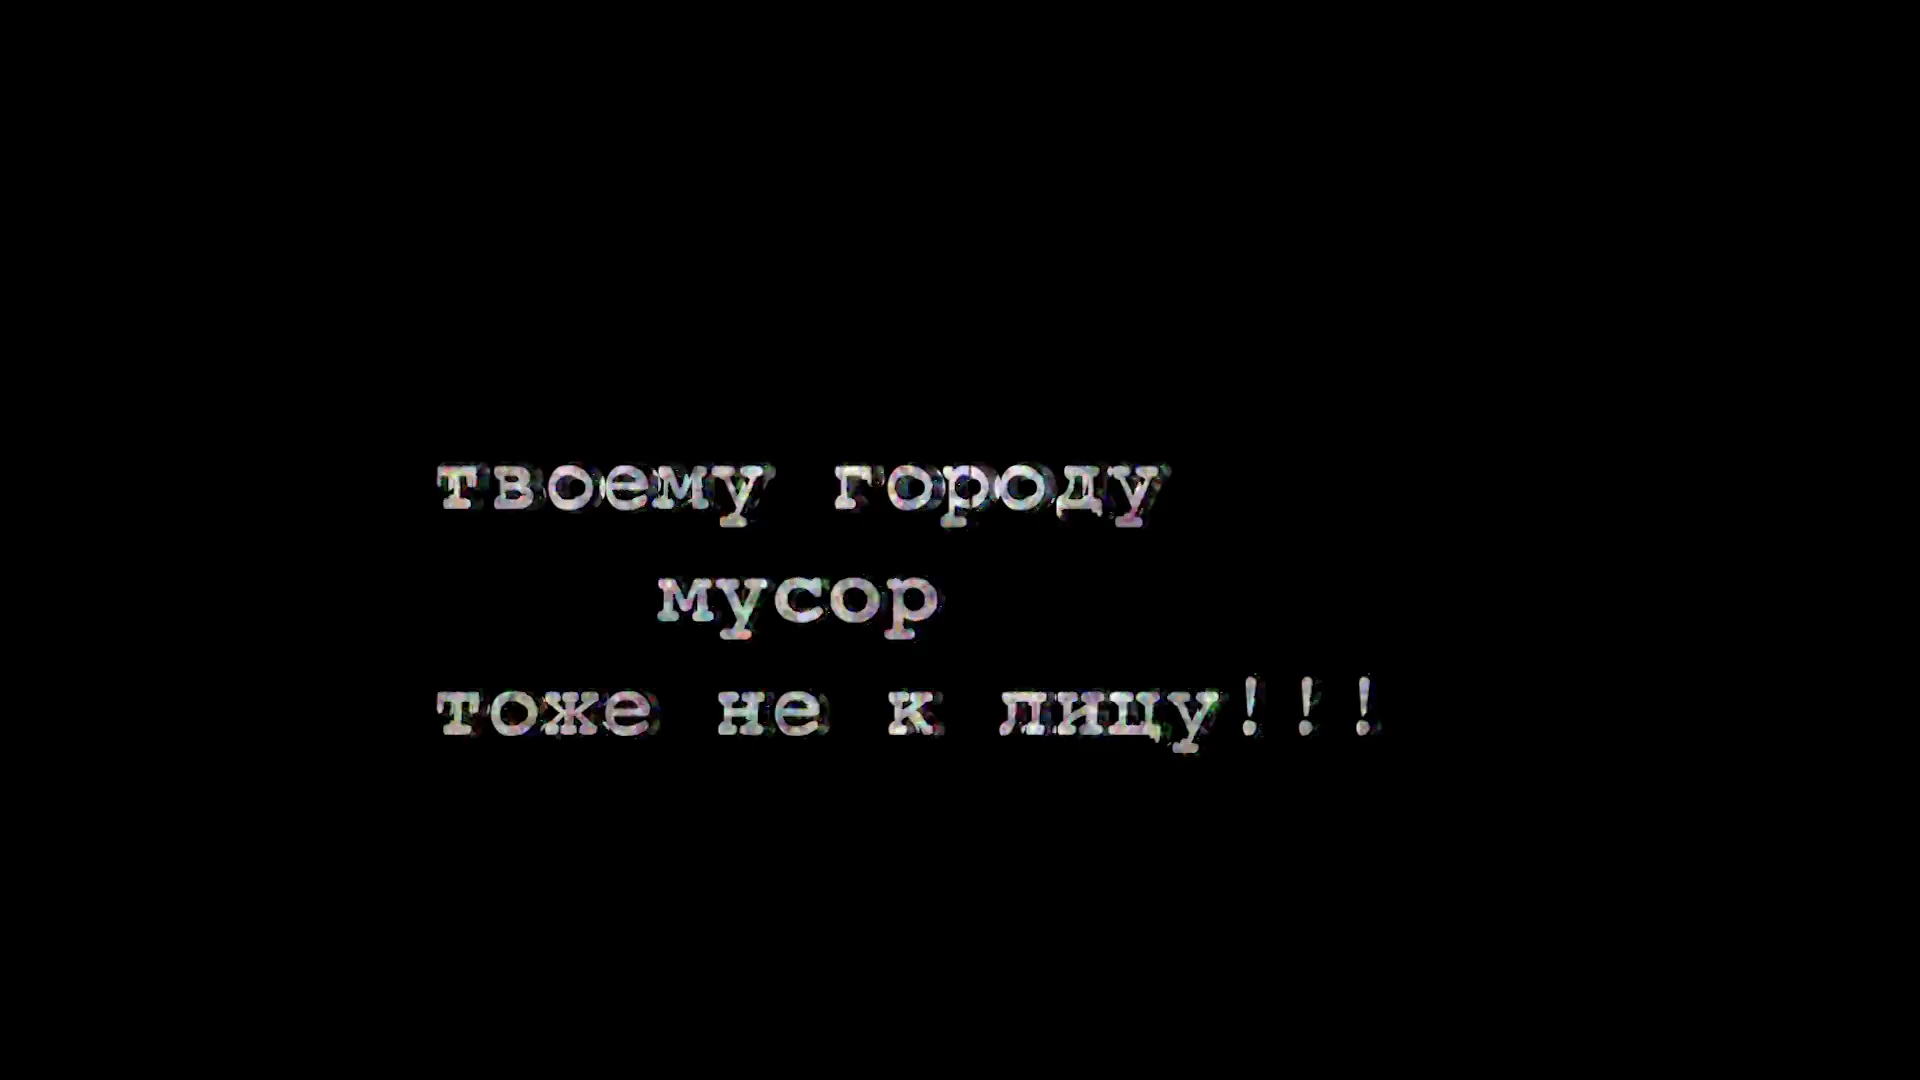 твоему городу
мусор
тоже не к лицу!!!